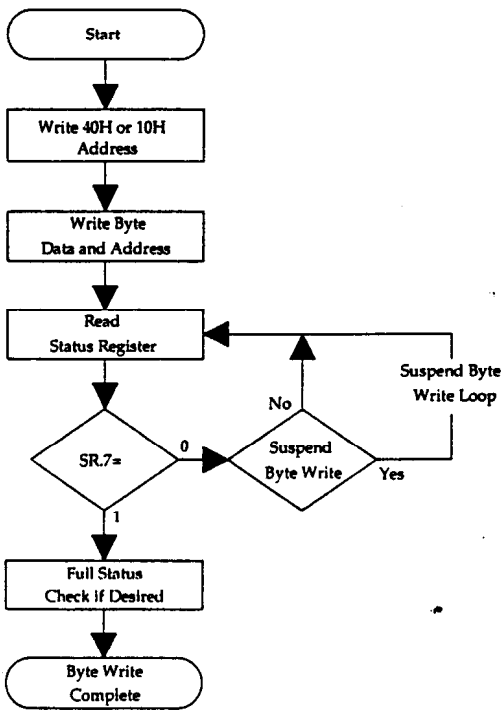 Start
Write 40H or 10H
Address
Write Byte
Data and Address
Read
Status Register
Suspend Byte
Write Loop
No
SR.7=
0
Suspend
Byte Write
Yes
1
Full Status
Check if Desired
Byte Write
Complete